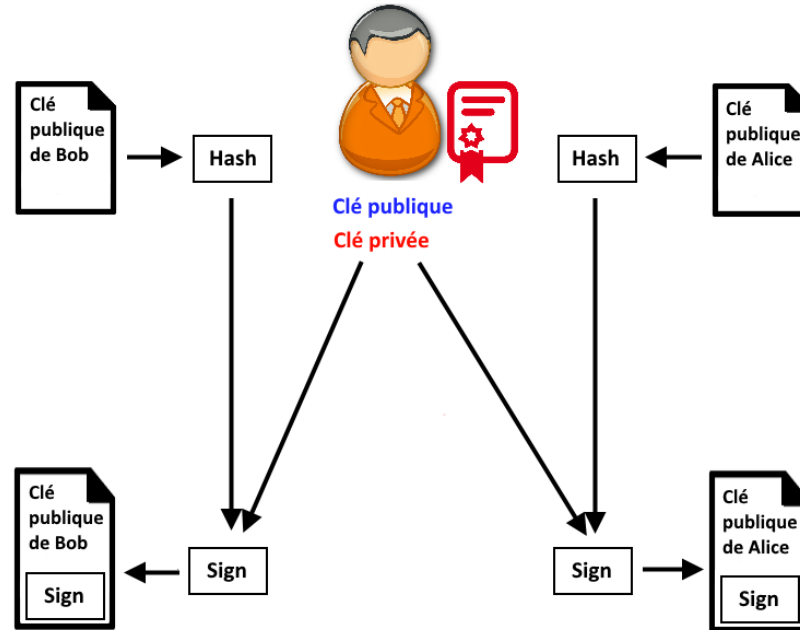 Clé
publique
de Bob
Hash
Hash
Clé
publique
de Alice
Clé publique
Clé privée
Clé
publique
de Bob
Sign
Sign
Sign
Clé
publique
de Alice
Sign